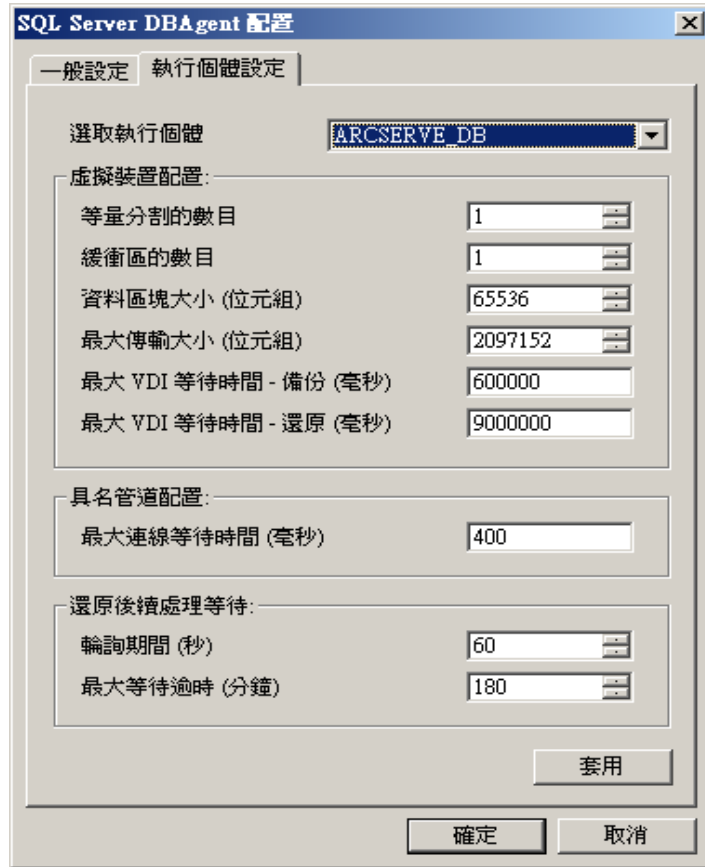 SQL Server DBAgent 配置
一般設定 執行個體設定
選取執行個體 ARCSERVE_DB
虛擬裝置配置:
等量分割的數目 1
緩衝區的數目 1
資料區塊大小 (位元組) 65536
最大傳輸大小 (位元組) 2097152
最大 VDI 等待時間 - 備份 (毫秒) 600000
最大 VDI 等待時間 - 還原 (毫秒) 9000000
具名管道配置:
最大連線等待時間 (毫秒) 400
還原後續處理等待:
輪詢期間 (秒) 60
最大等待逾時 (分鐘) 180
套用
確定 取消